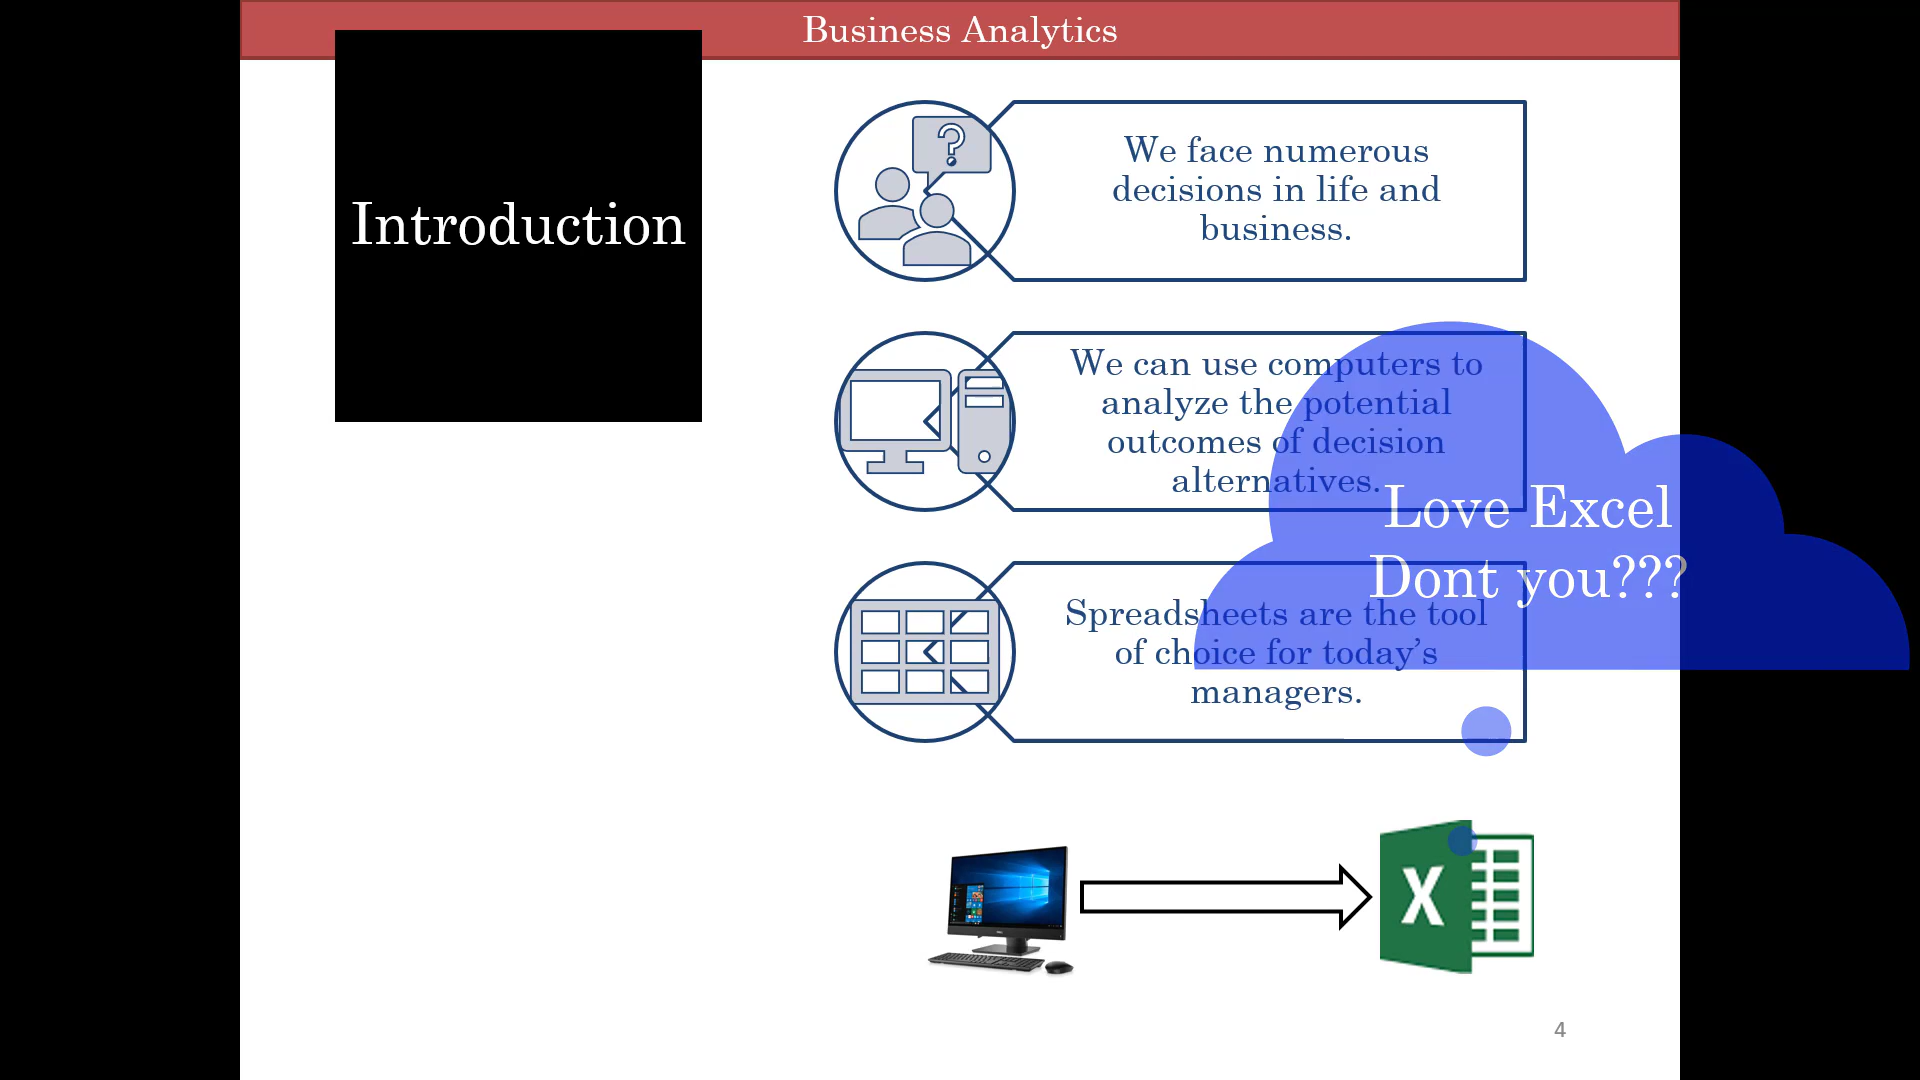 Business Analytics
Introduction
?
We face numerous
decisions in life and
business.
We can use computers to
analyze the potential
outcomes of decision
alternatives.
Love Excel
Dont you???
Spreadsheets are the tool
of choice for today’s
managers.
X
4